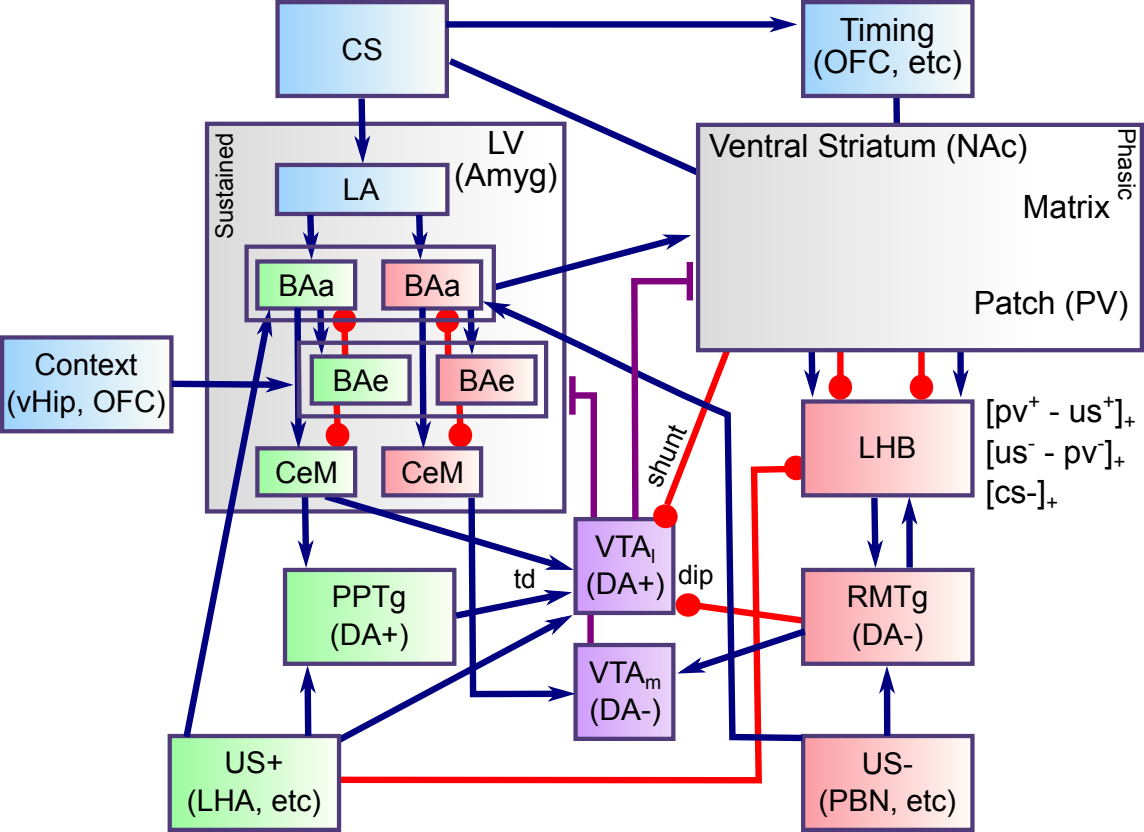 CS
Timing
(OFC, etc)
Sustained
LV
(Amyg)
LA
BAa
BAa
BAe
BAe
CeM
CeM
Context
(vHip, OFC)
Ventral Striatum (NAc)
Phasic
Matrix
Patch (PV)
LHB
[pv⁺ - us⁺]₊
[us⁻ - pv⁻]₊
[cs-]₊
shunt
VTAₗ
(DA+)
td
dip
PPTg
(DA+)
RMTg
(DA-)
VTAₘ
(DA-)
US+
(LHA, etc)
US-
(PBN, etc)